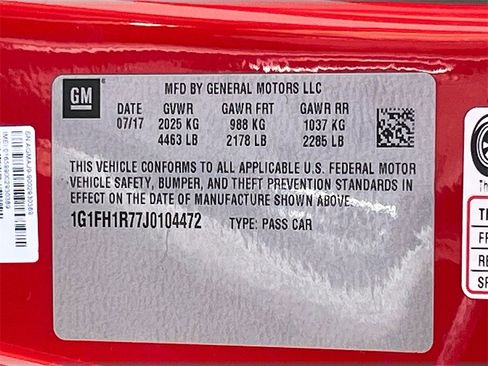 GM
MFD BY GENERAL MOTORS LLC
DATE GVWR GAWR FRT GAWR RR
07/17 2025 KG 988 KG 1037 KG
4463 LB 2178 LB 2285 LB
THIS VEHICLE CONFORMS TO ALL APPLICABLE U.S. FEDERAL MOTOR
VEHICLE SAFETY, BUMPER, AND THEFT PREVENTION STANDARDS
IN EFFECT ON THE DATE OF MANUFACTURE SHOWN ABOVE.
1G1FH1R77J0104472 TYPE: PASS CAR